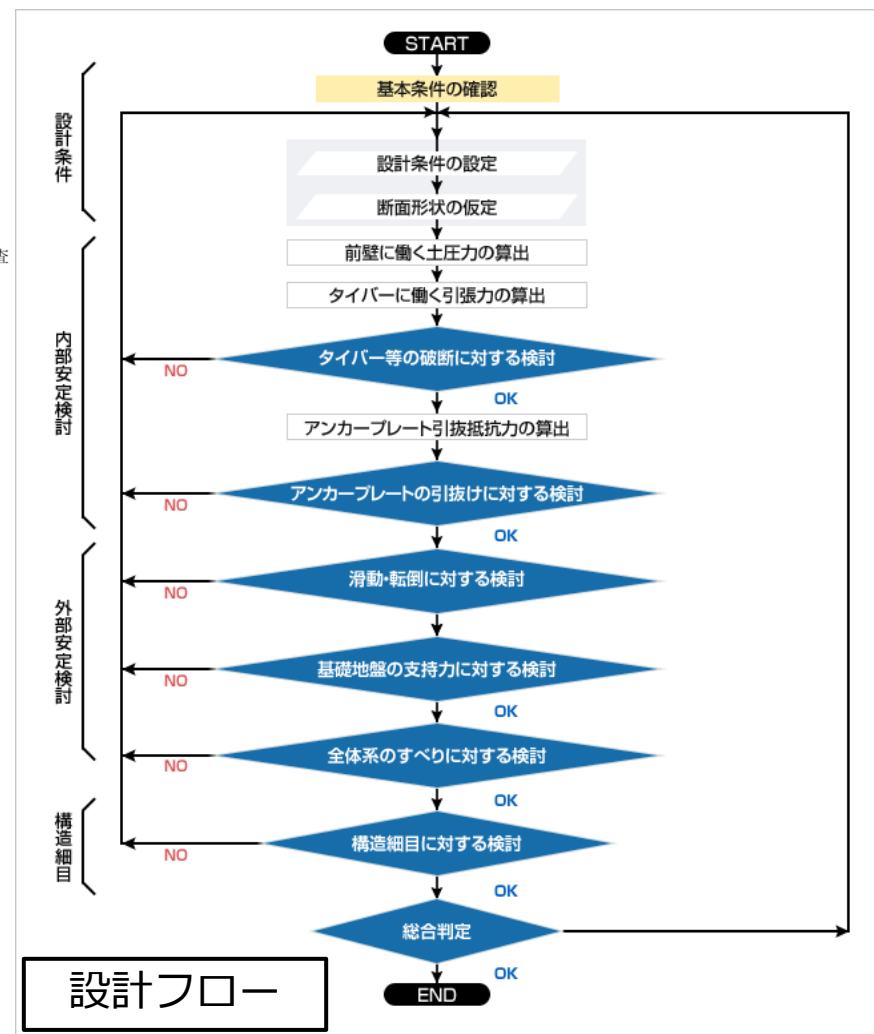 START
基本条件の確認
設計条件
設計条件の設定
断面形状の仮定
査
前壁に働く土圧力の算出
タイバーに働く引張力の算出
内部安定検討
タイバー等の破断に対する検討
NO
OK
アンカープレート引抜抵抗力の算出
アンカープレートの引抜けに対する検討
NO
OK
外部安定検討
滑動・転倒に対する検討
NO
基礎地盤の支持力に対する検討
NO
OK
全体系のすべりに対する検討
NO
OK
構造細目
構造細目に対する検討
NO
OK
総合判定
OK
END
設計フロー